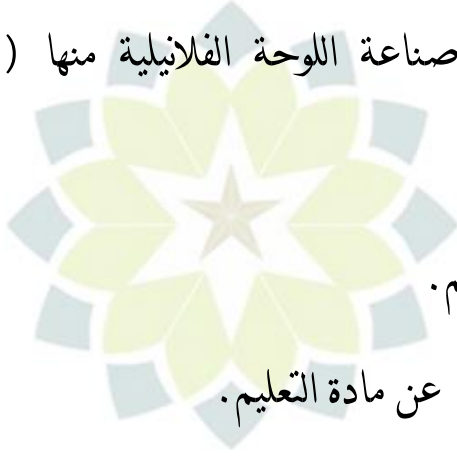 صناعة اللوحة الفلانيلية منها (
م.
عن مادة التعليم.